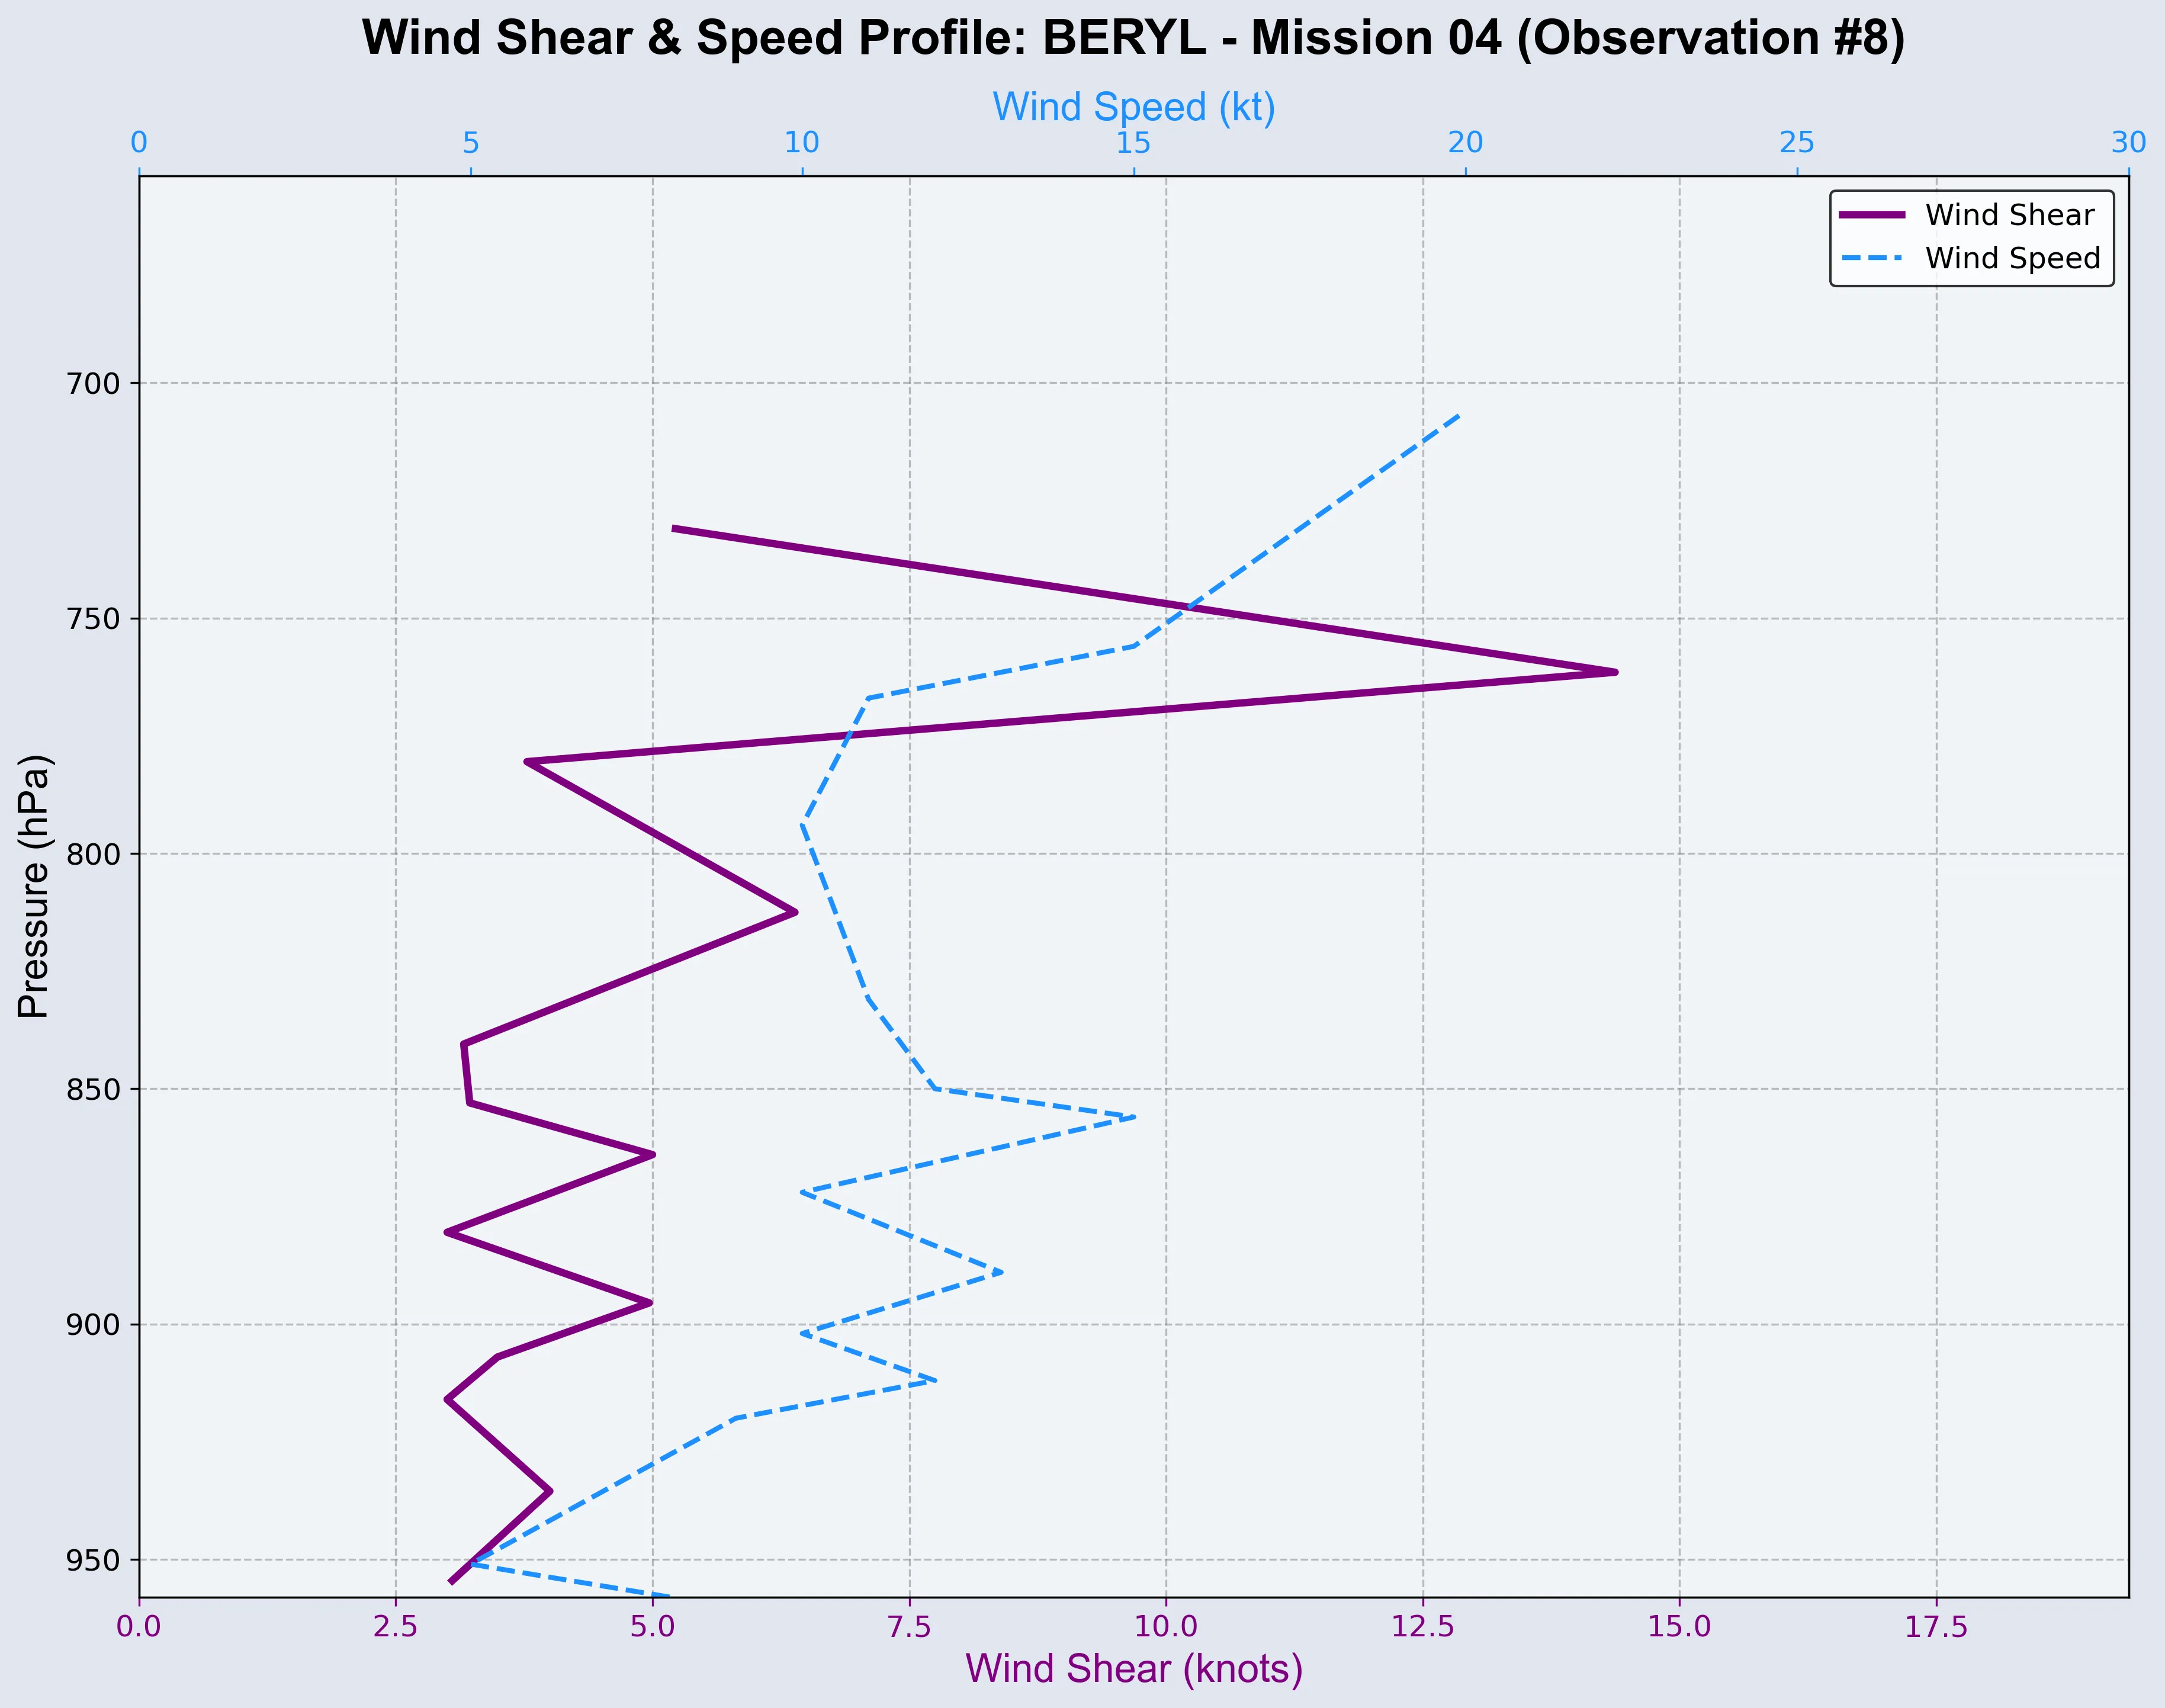 Wind Shear & Speed Profile: BERYL - Mission 04 (Observation #8)
Wind Speed (kt)
0 5 10 15 20 25 30
Wind Shear
Wind Speed
700
750
800
850
900
950
Pressure (hPa)
0.0 2.5 5.0 7.5 10.0 12.5 15.0 17.5
Wind Shear (knots)